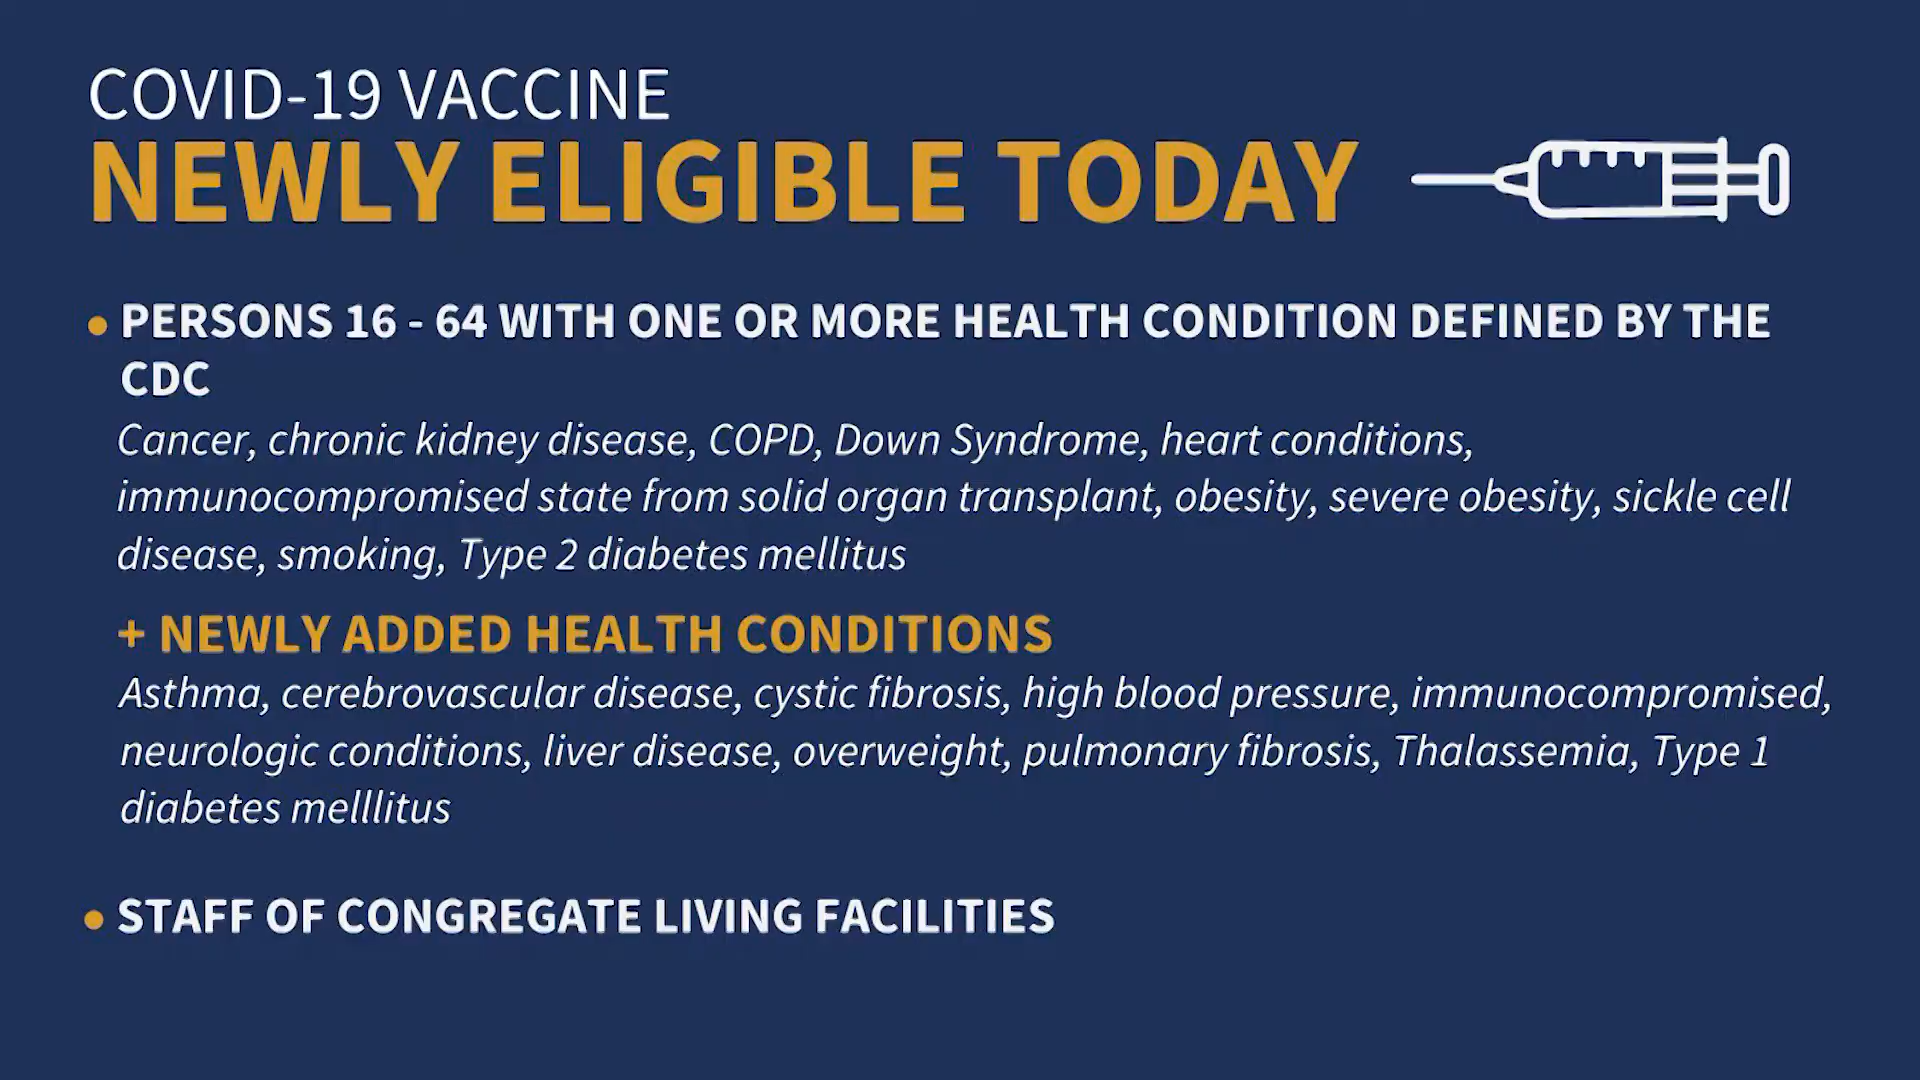 COVID-19 VACCINE
NEWLY ELIGIBLE TODAY
• PERSONS 16 - 64 WITH ONE OR MORE HEALTH CONDITION DEFINED BY THE
CDC
Cancer, chronic kidney disease, COPD, Down Syndrome, heart conditions,
immunocompromised state from solid organ transplant, obesity, severe obesity, sickle cell
disease, smoking, Type 2 diabetes mellitus
+ NEWLY ADDED HEALTH CONDITIONS
Asthma, cerebrovascular disease, cystic fibrosis, high blood pressure, immunocompromised,
neurologic conditions, liver disease, overweight, pulmonary fibrosis, Thalassemia, Type 1
diabetes melllitus
• STAFF OF CONGREGATE LIVING FACILITIES